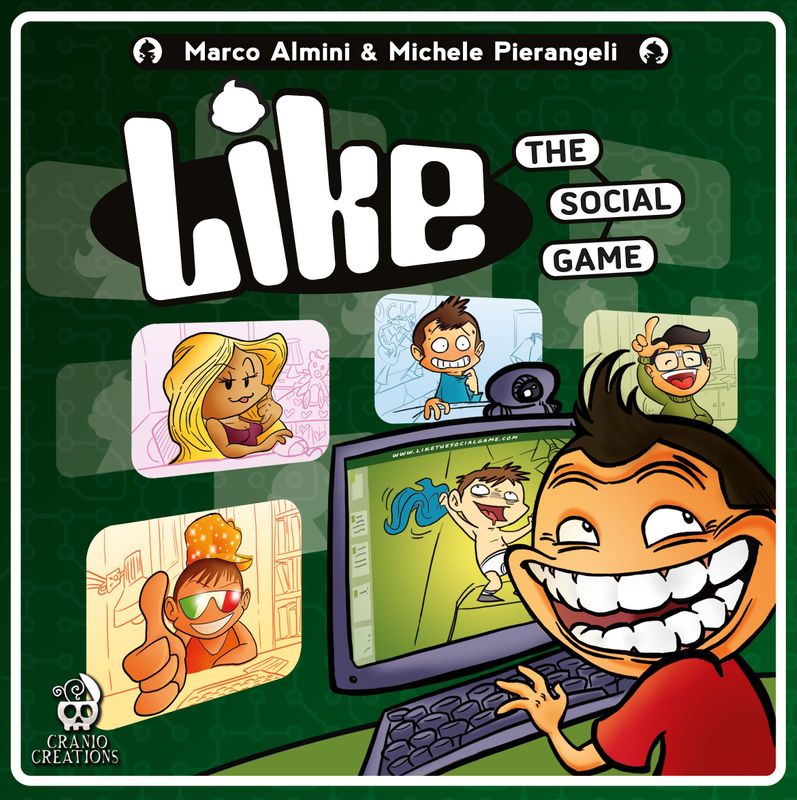 Marco Almini & Michele Pierangeli
Like
THE
SOCIAL
GAME
WWW.LIKETHESOCIALGAME.COM
CRANIO
CREATIONS